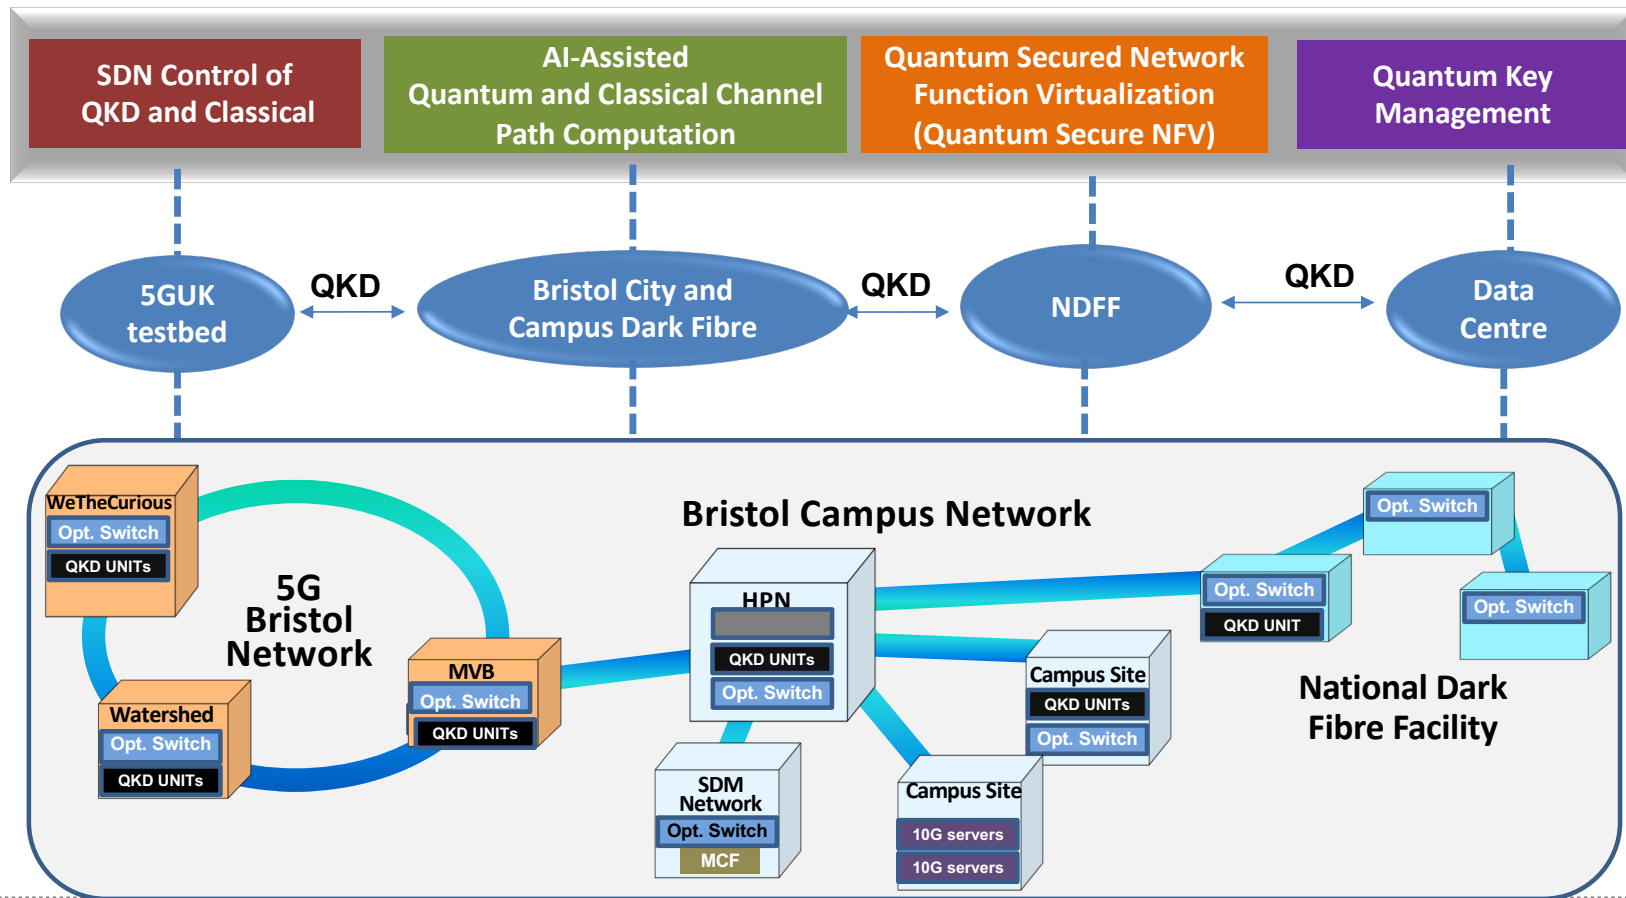 SDN Control of
QKD and Classical
AI-Assisted
Quantum and Classical Channel
Path Computation
Quantum Secured Network
Function Virtualization
(Quantum Secure NFV)
Quantum Key
Management
5GUK
testbed
QKD
Bristol City and
Campus Dark Fibre
QKD
NDFF
QKD
Data
Centre
WeTheCurious
Opt. Switch
QKD UNITs
5G
Bristol
Network
Watershed
Opt. Switch
QKD UNITs
MVB
Opt. Switch
QKD UNITs
Bristol Campus Network
HPN
QKD UNITs
Opt. Switch
SDM
Network
Opt. Switch
MCF
Campus Site
10G servers
10G servers
Campus Site
QKD UNITs
Opt. Switch
Opt. Switch
QKD UNIT
Opt. Switch
Opt. Switch
National Dark
Fibre Facility